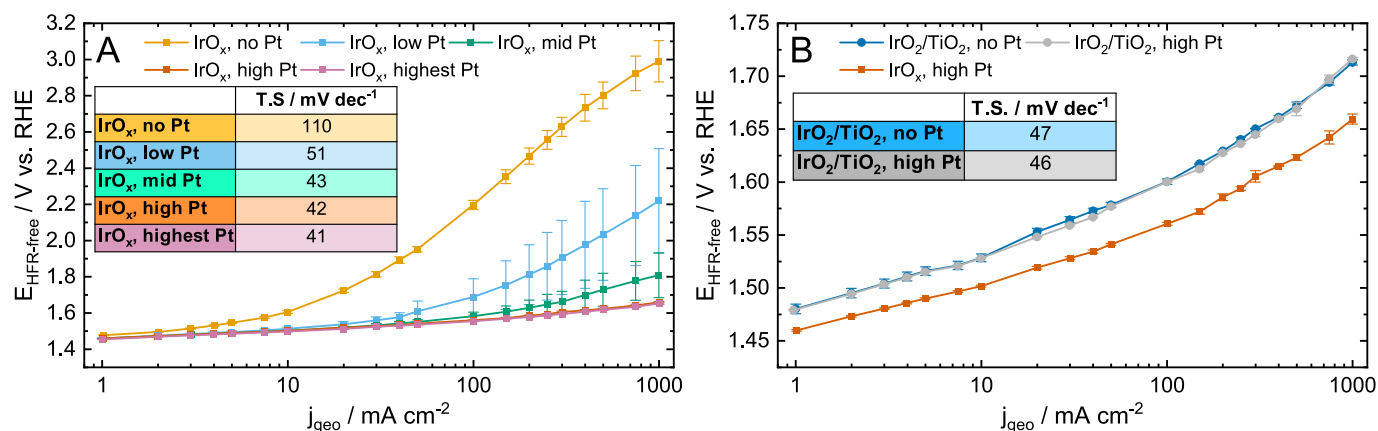 A
IrOₓ, no Pt IrOₓ, low Pt IrOₓ, mid Pt
IrOₓ, high Pt IrOₓ, highest Pt
T.S / mV dec⁻¹
IrOₓ, no Pt 110
IrOₓ, low Pt 51
IrOₓ, mid Pt 43
IrOₓ, high Pt 42
IrOₓ, highest Pt 41
E_HFR-free / V vs. RHE
3.2
3.0
2.8
2.6
2.4
2.2
2.0
1.8
1.6
1.4
1 10 100 1000
j_geo / mA cm⁻²
B
IrO₂/TiO₂, no Pt IrO₂/TiO₂, high Pt
IrOₓ, high Pt
T.S. / mV dec⁻¹
IrO₂/TiO₂, no Pt 47
IrO₂/TiO₂, high Pt 46
E_HFR-free / V vs. RHE
1.75
1.70
1.65
1.60
1.55
1.50
1.45
1 10 100 1000
j_geo / mA cm⁻²